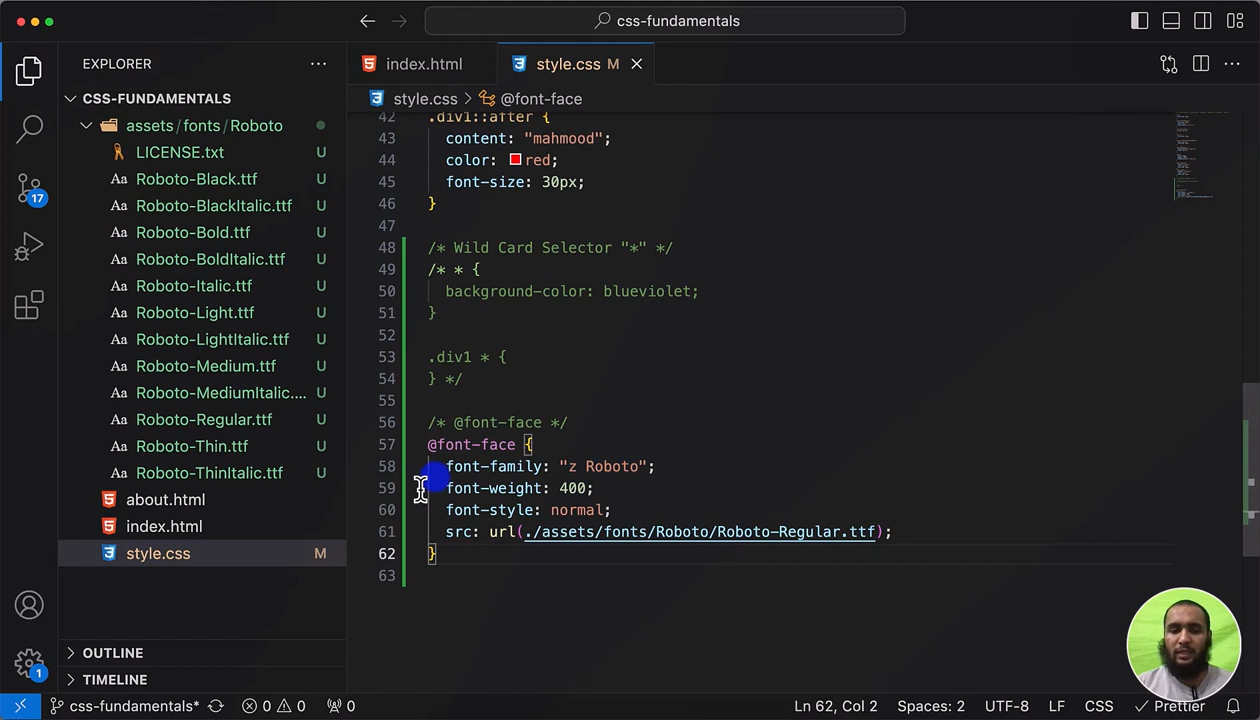 css-fundamentals
EXPLORER
index.html
style.css M
CSS-FUNDAMENTALS
style.css > @font-face
assets/fonts/Roboto
LICENSE.txt U
Roboto-Black.ttf U
Roboto-BlackItalic.ttf U
Roboto-Bold.ttf U
Roboto-BoldItalic.ttf U
Roboto-Italic.ttf U
Roboto-Light.ttf U
Roboto-LightItalic.ttf U
Roboto-Medium.ttf U
Roboto-MediumItalic.... U
Roboto-Regular.ttf U
Roboto-Thin.ttf U
Roboto-ThinItalic.ttf U
about.html
index.html
style.css M
17
1
OUTLINE
TIMELINE
42 .div1::after {
43 content: "mahmood";
44 color: red;
45 font-size: 30px;
46 }
47
48 /* Wild Card Selector "*" */
49 /* * {
50 background-color: blueviolet;
51 }
52
53 .div1 * {
54 } */
55
56 /* @font-face */
57 @font-face {
58 font-family: "z Roboto";
59 font-weight: 400;
60 font-style: normal;
61 src: url(./assets/fonts/Roboto/Roboto-Regular.ttf);
62 }
63
css-fundamentals* 0 0 0 Ln 62, Col 2 Spaces: 2 UTF-8 LF CSS Prettier